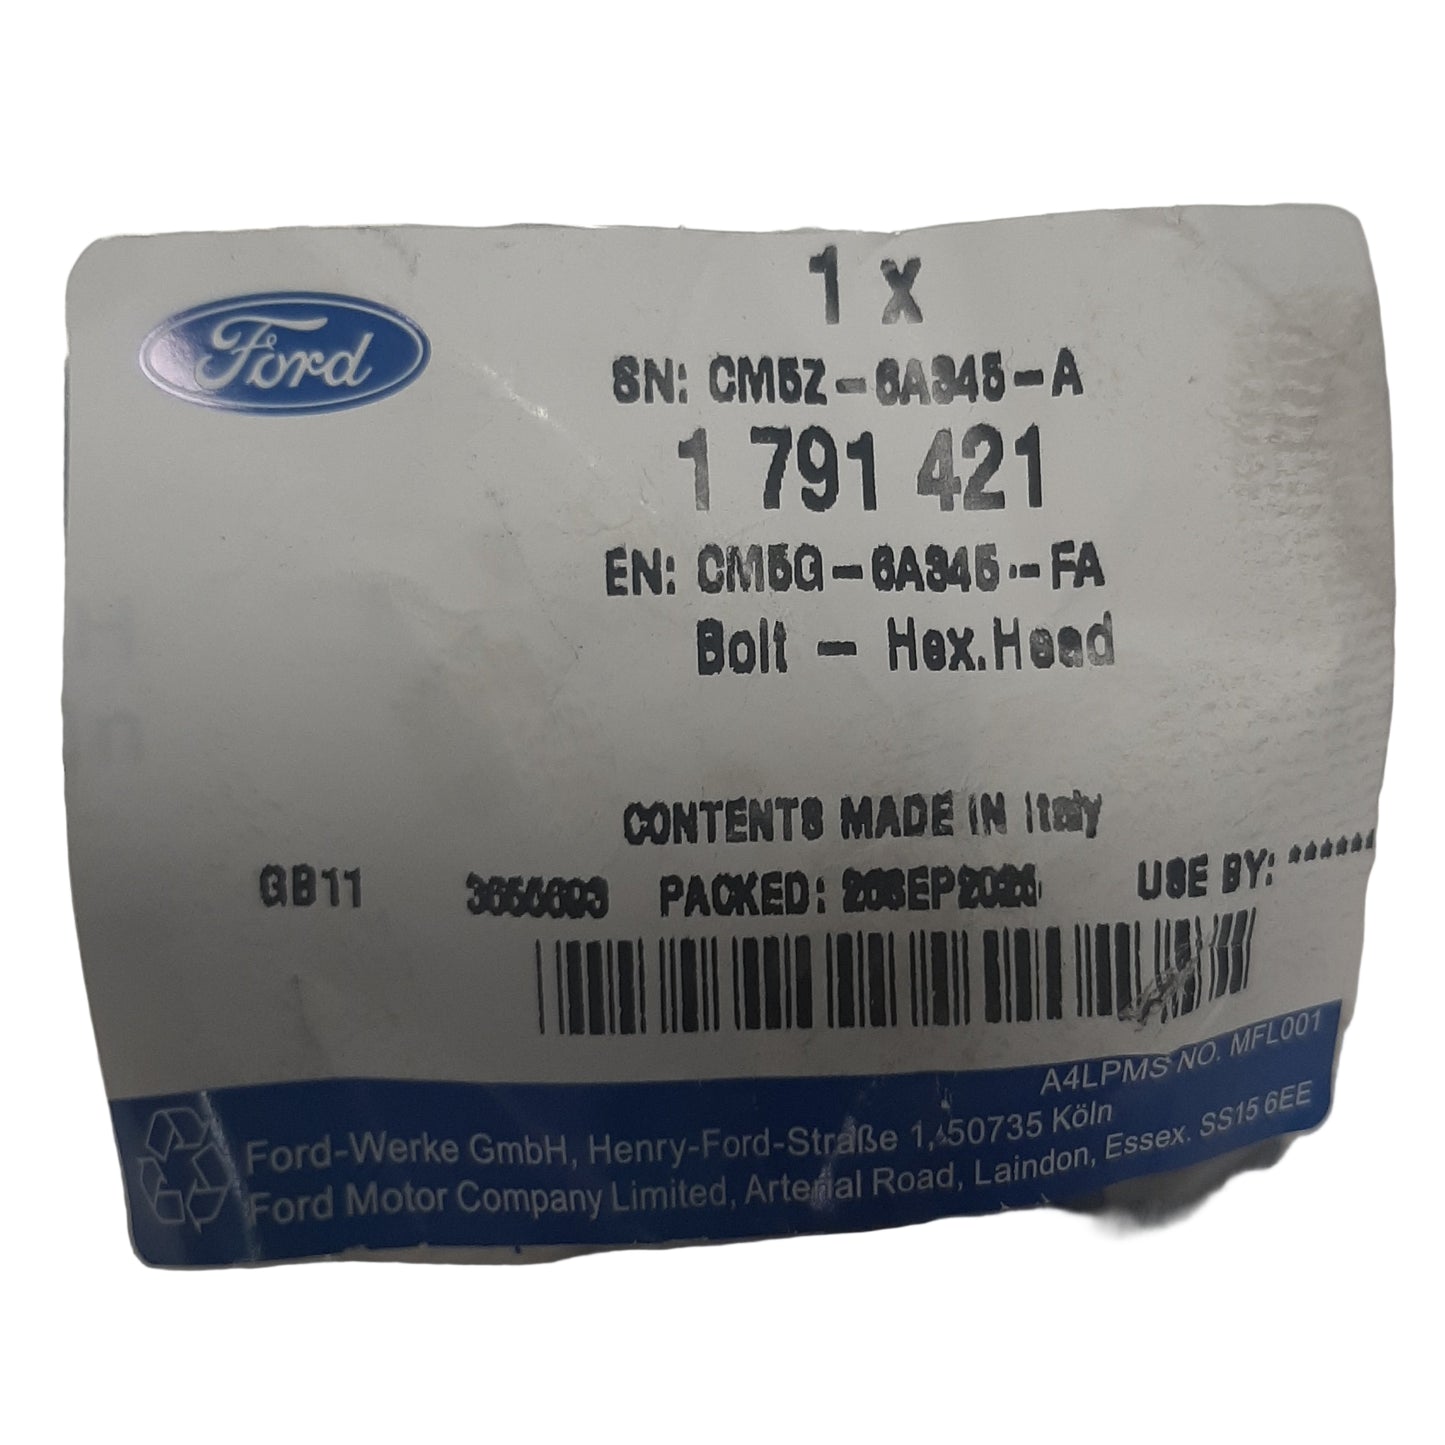 Ford
1 x
SN: CM5Z-6A345-A
1 791 421
EN: CM5G-6A345-FA
Bolt - Hex.Head
CONTENTS MADE IN Italy
GB11 PACKED: USE BY: ******
A4LPMS NO. MFL001
Ford-Werke GmbH, Henry-Ford-Straße 1, 50735 Köln
Ford Motor Company Limited, Arterial Road, Laindon, Essex. SS15 6EE